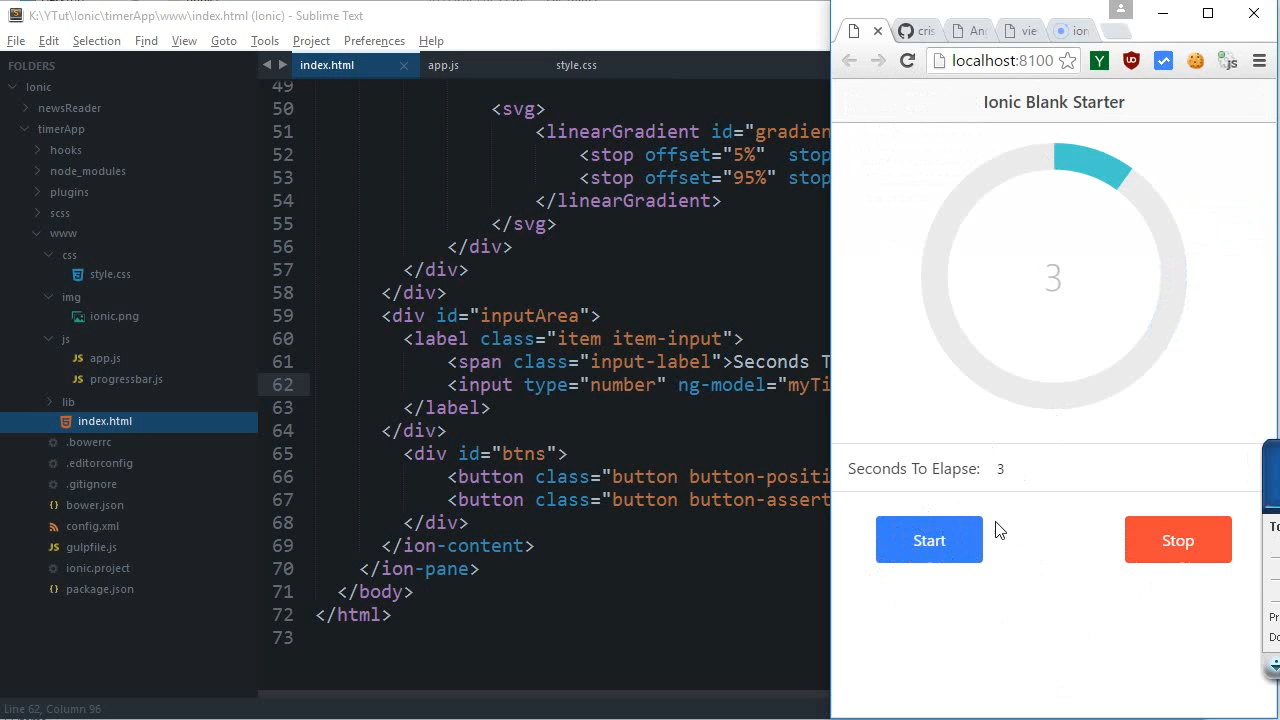 K:\YTut\Ionic\timerApp\www\index.html (Ionic) - Sublime Text
File Edit Selection Find View Goto Tools Project Preferences Help
FOLDERS
Ionic
newsReader
timerApp
hooks
node_modules
plugins
scss
www
css
style.css
img
ionic.png
js
app.js
progressbar.js
lib
index.html
.bowerrc
.editorconfig
.gitignore
bower.json
config.xml
gulpfile.js
ionic.project
package.json
Line 62, Column 96
index.html app.js style.css
49
50 <svg>
51 <linearGradient id="gradien
52 <stop offset="5%" stop
53 <stop offset="95%" stop
54 </linearGradient>
55 </svg>
56 </div>
57 </div>
58 </div>
59 <div id="inputArea">
60 <label class="item item-input">
61 <span class="input-label">Seconds T
62 <input type="number" ng-model="myTi
63 </label>
64 </div>
65 <div id="btns">
66 <button class="button button-positi
67 <button class="button button-assert
68 </div>
69 </ion-content>
70 </ion-pane>
71 </body>
72 </html>
73
cris An vie ion
localhost:8100
Ionic Blank Starter
3
Seconds To Elapse: 3
Start Stop
To
Pr
Do